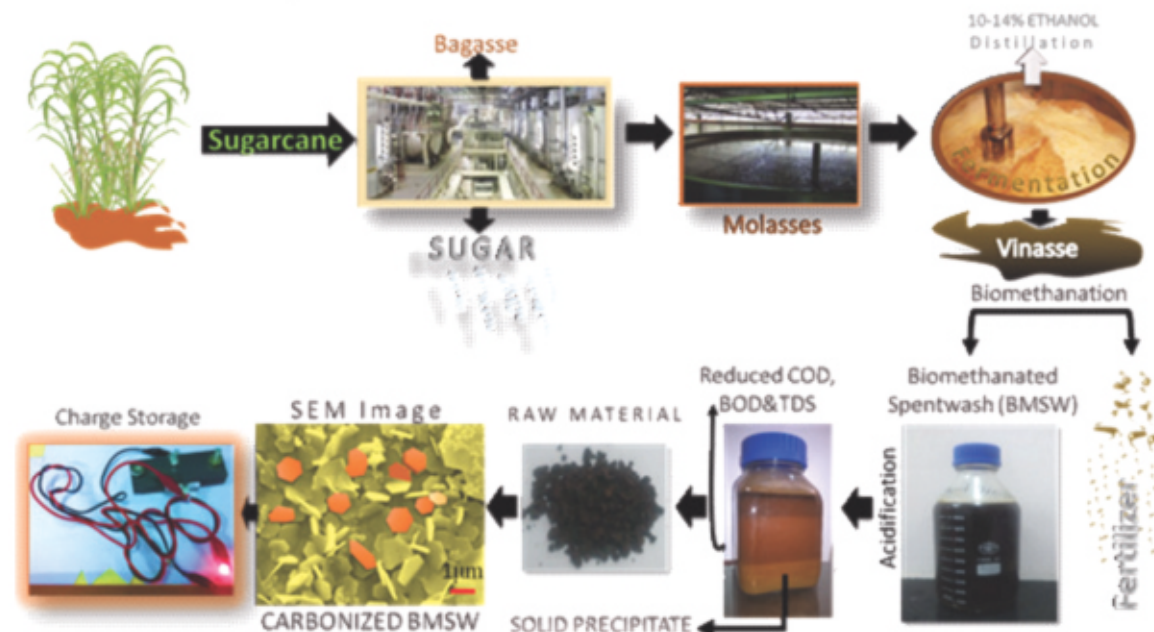 10-14% ETHANOL
Distillation
Bagasse
Sugarcane
Fermentation
SUGAR
Molasses
Vinasse
Biomethanation
Charge Storage
SEM Image
RAW MATERIAL
Reduced COD,
BOD&TDS
Biomethanated
Spentwash (BMSW)
Acidification
Fertilizer
1µm
CARBONIZED BMSW
SOLID PRECIPITATE